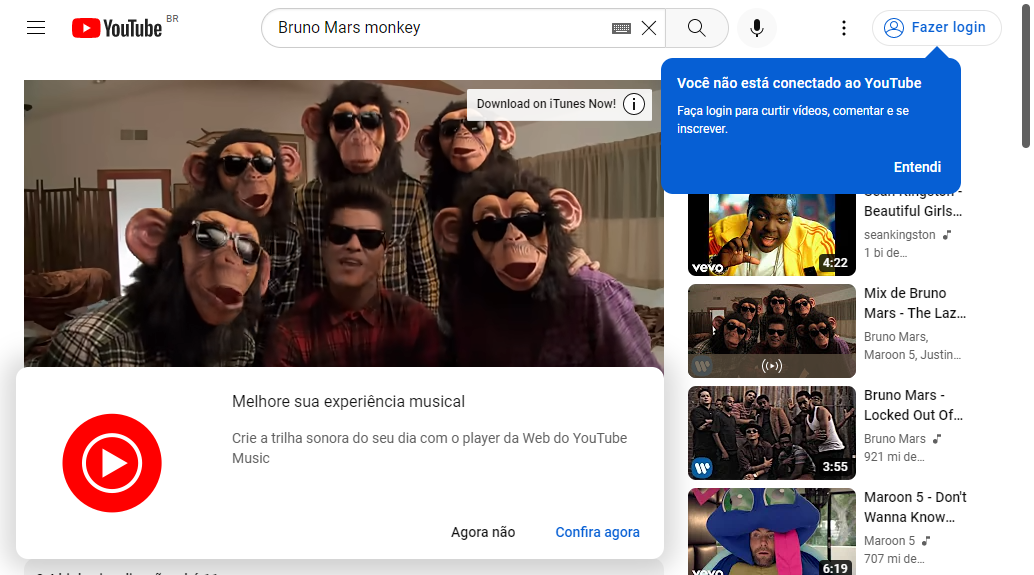 YouTube BR
Bruno Mars monkey
Fazer login
Você não está conectado ao YouTube
Faça login para curtir vídeos, comentar e se
inscrever.
Entendi
Download on iTunes Now!
Beautiful Girls…
seankingston
1 bi de…
vevo
4:22
Mix de Bruno
Mars - The Laz…
Bruno Mars,
Maroon 5, Justin…
Bruno Mars -
Locked Out Of…
Bruno Mars
921 mi de…
3:55
Maroon 5 - Don't
Wanna Know…
Maroon 5
707 mi de…
vevo
6:19
Melhore sua experiência musical
Crie a trilha sonora do seu dia com o player da Web do YouTube
Music
Agora não
Confira agora